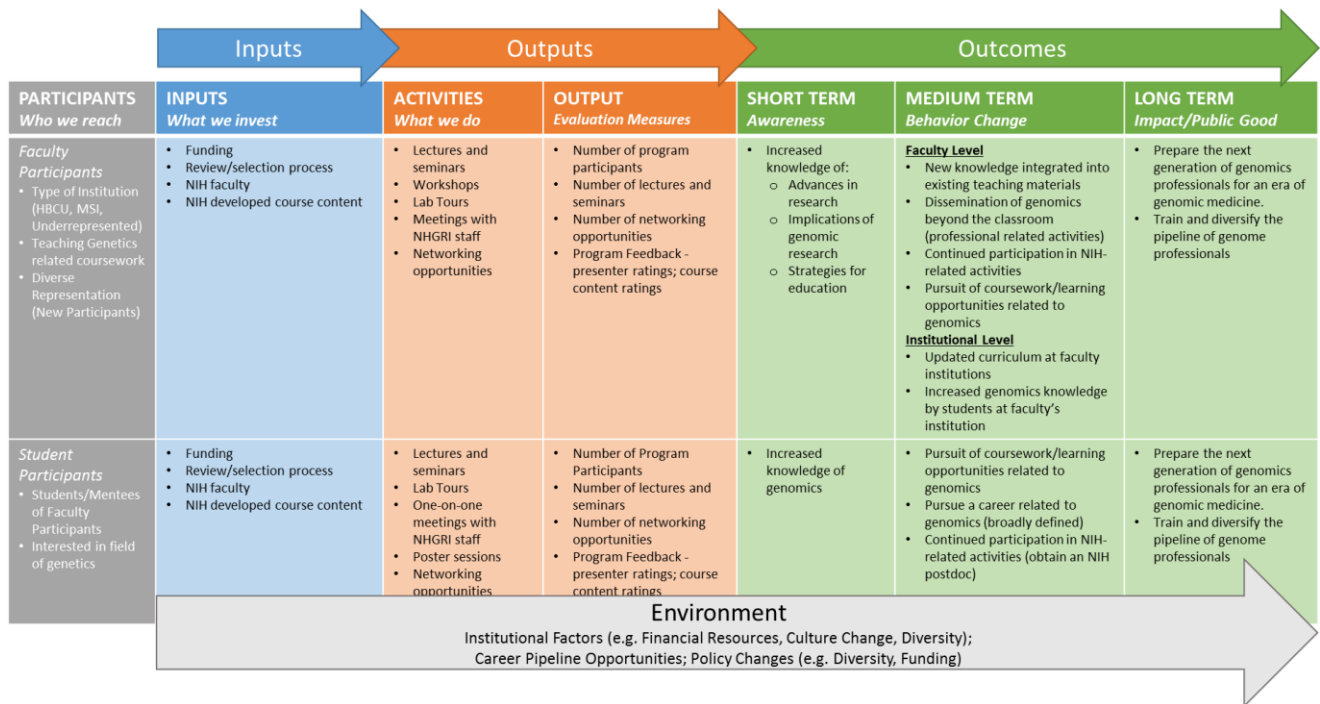 Inputs
Outputs
Outcomes
PARTICIPANTS
Who we reach
INPUTS
What we invest
ACTIVITIES
What we do
OUTPUT
Evaluation Measures
SHORT TERM
Awareness
MEDIUM TERM
Behavior Change
LONG TERM
Impact/Public Good
Faculty
Participants
• Type of Institution
(HBCU, MSI,
Underrepresented)
• Teaching Genetics
related coursework
• Diverse
Representation
(New Participants)
• Funding
• Review/selection process
• NIH faculty
• NIH developed course content
• Lectures and
seminars
• Workshops
• Lab Tours
• Meetings with
NHGRI staff
• Networking
opportunities
• Number of program
participants
• Number of lectures and
seminars
• Number of networking
opportunities
• Program Feedback -
presenter ratings; course
content ratings
• Increased
knowledge of:
o Advances in
research
o Implications of
genomic
research
o Strategies for
education
Faculty Level
• New knowledge integrated into
existing teaching materials
• Dissemination of genomics
beyond the classroom
(professional related activities)
• Continued participation in NIH-
related activities
• Pursuit of coursework/learning
opportunities related to
genomics
Institutional Level
• Updated curriculum at faculty
institutions
• Increased genomics knowledge
by students at faculty's
institution
• Prepare the next
generation of genomics
professionals for an era of
genomic medicine.
• Train and diversify the
pipeline of genome
professionals
Student
Participants
• Students/Mentees
of Faculty
Participants
• Interested in field
of genetics
• Funding
• Review/selection process
• NIH faculty
• NIH developed course content
• Lectures and
seminars
• Lab Tours
• One-on-one
meetings with
NHGRI staff
• Poster sessions
• Networking
opportunities
• Number of Program
Participants
• Number of lectures and
seminars
• Number of networking
opportunities
• Program Feedback -
presenter ratings; course
content ratings
• Increased
knowledge of
genomics
• Pursuit of coursework/learning
opportunities related to
genomics
• Pursue a career related to
genomics (broadly defined)
• Continued participation in NIH-
related activities (obtain an NIH
postdoc)
• Prepare the next
generation of genomics
professionals for an era of
genomic medicine.
• Train and diversify the
pipeline of genome
professionals
Environment
Institutional Factors (e.g. Financial Resources, Culture Change, Diversity);
Career Pipeline Opportunities; Policy Changes (e.g. Diversity, Funding)